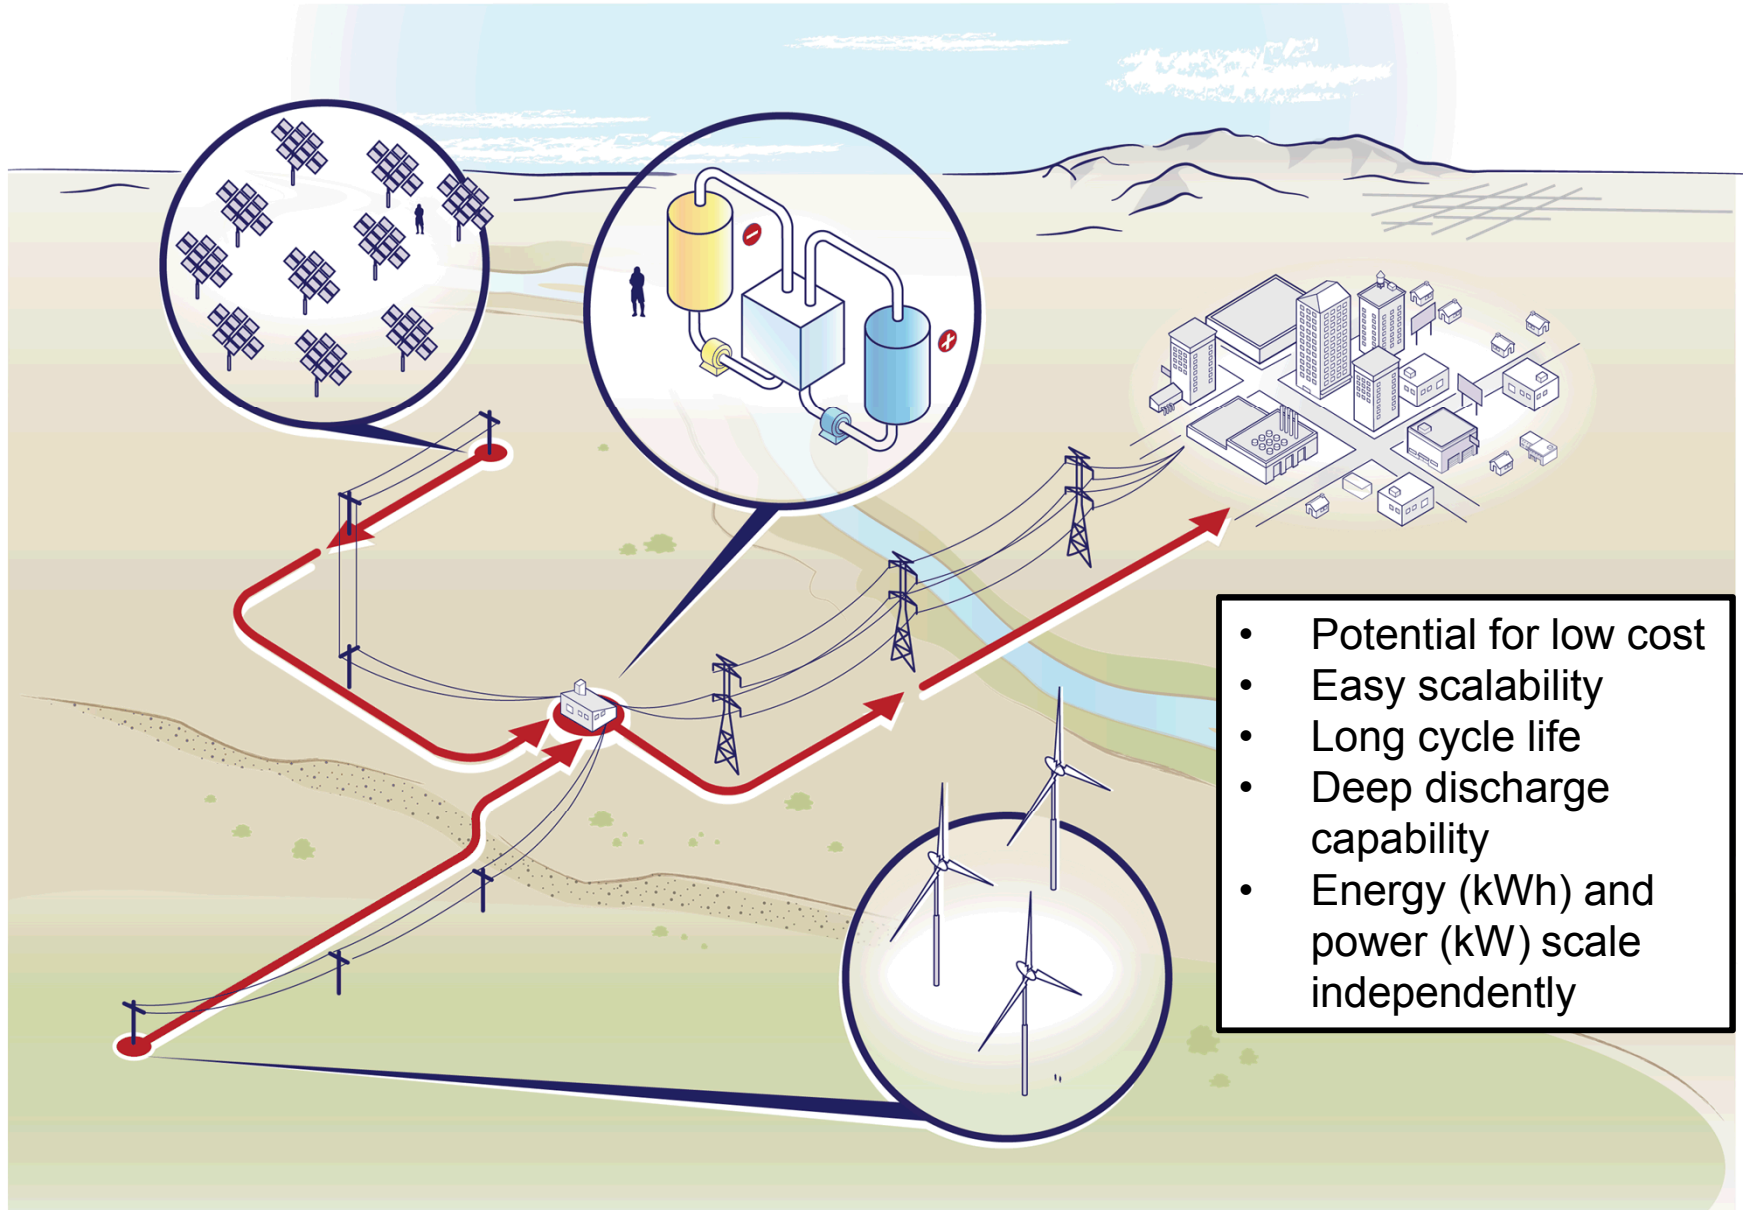 • Potential for low cost
• Easy scalability
• Long cycle life
• Deep discharge
capability
• Energy (kWh) and
power (kW) scale
independently